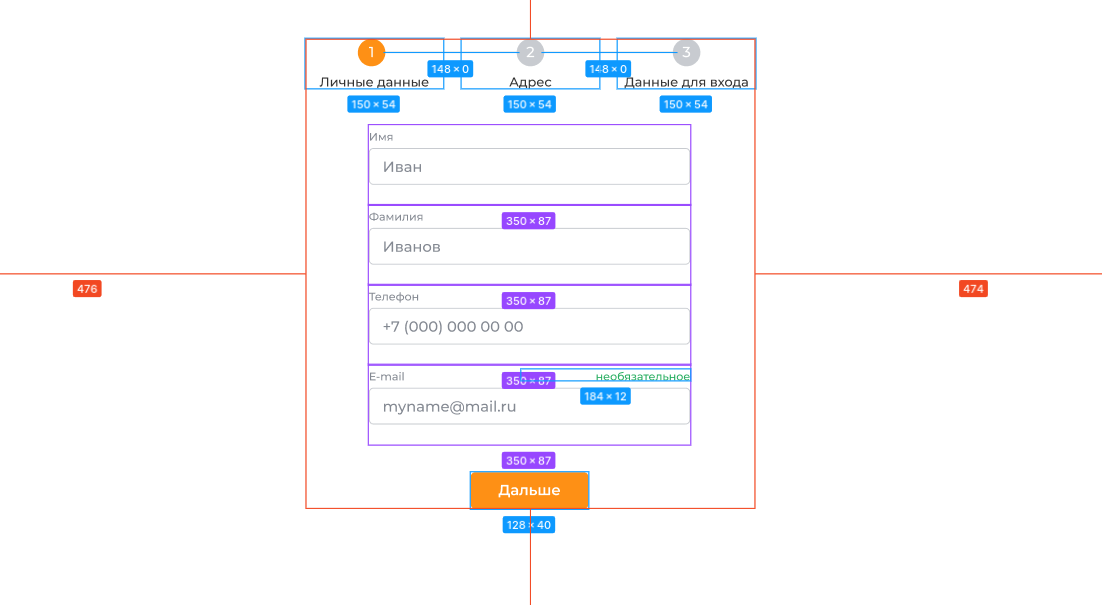 1 2 3
148 × 0 148 × 0
Личные данные Адрес Данные для входа
150 × 54 150 × 54 150 × 54
Имя
Иван
Фамилия
350 × 87
Иванов
476
474
Телефон
350 × 87
+7 (000) 000 00 00
E-mail
350 × 87
необязательное
184 × 12
myname@mail.ru
350 × 87
Дальше
128 × 40